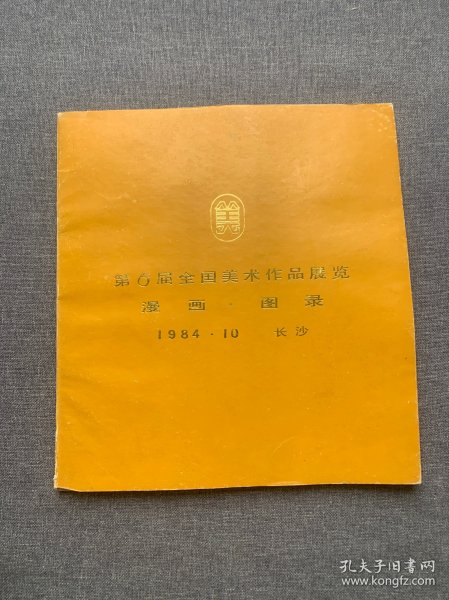 美
第6届全国美术作品展览
漫画·图录
1984·10 长沙
孔夫子旧书网
www.kongfz.com